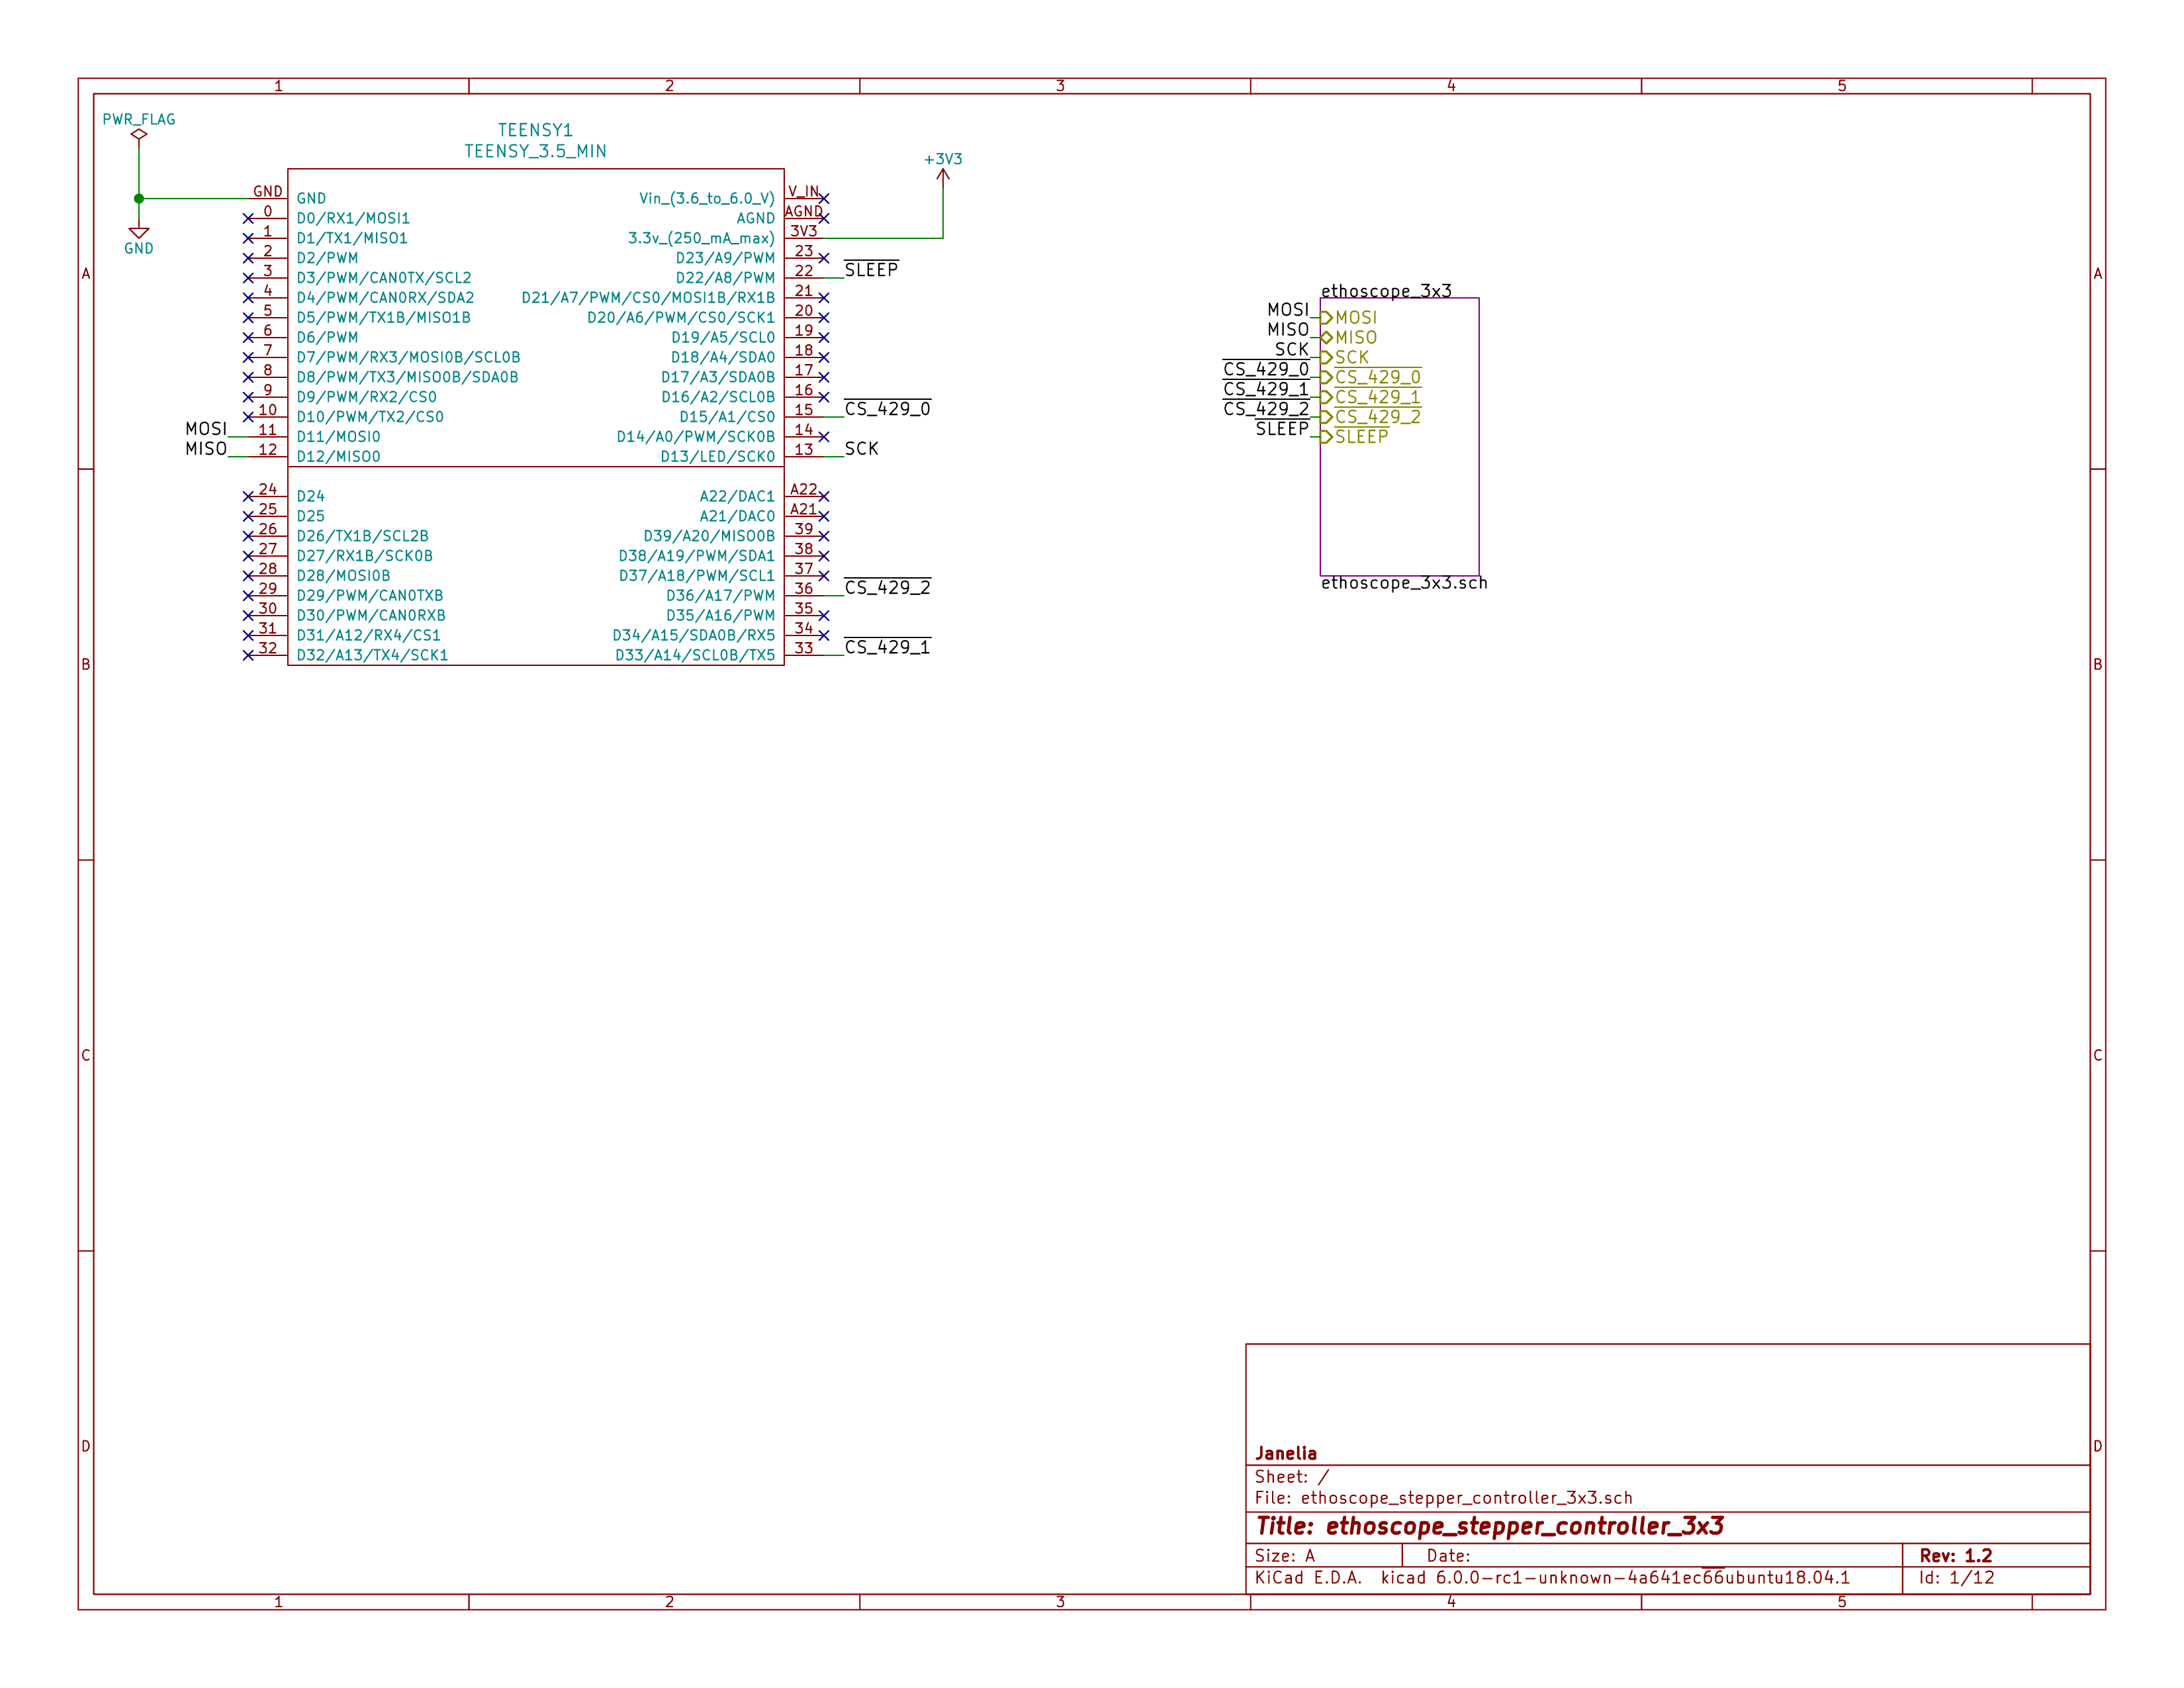 1 2 3 4 5
PWR_FLAG
TEENSY1
TEENSY_3.5_MIN
+3V3
GND GND Vin_(3.6_to_6.0_V) V_IN
0 D0/RX1/MOSI1 AGND AGND
1 D1/TX1/MISO1 3.3v_(250_mA_max) 3V3
GND
2 D2/PWM D23/A9/PWM 23
3 D3/PWM/CAN0TX/SCL2 D22/A8/PWM 22 SLEEP
4 D4/PWM/CAN0RX/SDA2 D21/A7/PWM/CS0/MOSI1B/RX1B 21
5 D5/PWM/TX1B/MISO1B D20/A6/PWM/CS0/SCK1 20
6 D6/PWM D19/A5/SCL0 19
7 D7/PWM/RX3/MOSI0B/SCL0B D18/A4/SDA0 18
8 D8/PWM/TX3/MISO0B/SDA0B D17/A3/SDA0B 17
9 D9/PWM/RX2/CS0 D16/A2/SCL0B 16
10 D10/PWM/TX2/CS0 D15/A1/CS0 15 CS_429_0
MOSI 11 D11/MOSI0 D14/A0/PWM/SCK0B 14
MISO 12 D12/MISO0 D13/LED/SCK0 13 SCK
24 D24 A22/DAC1 A22
25 D25 A21/DAC0 A21
26 D26/TX1B/SCL2B D39/A20/MISO0B 39
27 D27/RX1B/SCK0B D38/A19/PWM/SDA1 38
28 D28/MOSI0B D37/A18/PWM/SCL1 37
29 D29/PWM/CAN0TXB D36/A17/PWM 36 CS_429_2
30 D30/PWM/CAN0RXB D35/A16/PWM 35
31 D31/A12/RX4/CS1 D34/A15/SDA0B/RX5 34
32 D32/A13/TX4/SCK1 D33/A14/SCL0B/TX5 33 CS_429_1
ethoscope_3x3
MOSI MOSI
MISO MISO
SCK SCK
CS_429_0 CS_429_0
CS_429_1 CS_429_1
CS_429_2 CS_429_2
SLEEP SLEEP
ethoscope_3x3.sch
A A
B B
C C
D D
Janelia
Sheet: /
File: ethoscope_stepper_controller_3x3.sch
Title: ethoscope_stepper_controller_3x3
Size: A Date: Rev: 1.2
KiCad E.D.A. kicad 6.0.0-rc1-unknown-4a641ec66ubuntu18.04.1 Id: 1/12
1 2 3 4 5